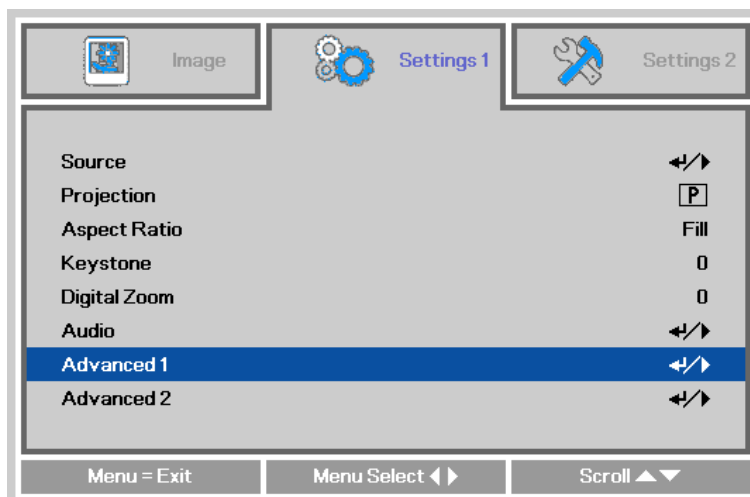 Image
Settings 1
Settings 2
Source
Projection P
Aspect Ratio Fill
Keystone 0
Digital Zoom 0
Audio
Advanced 1
Advanced 2
Menu = Exit
Menu Select
Scroll